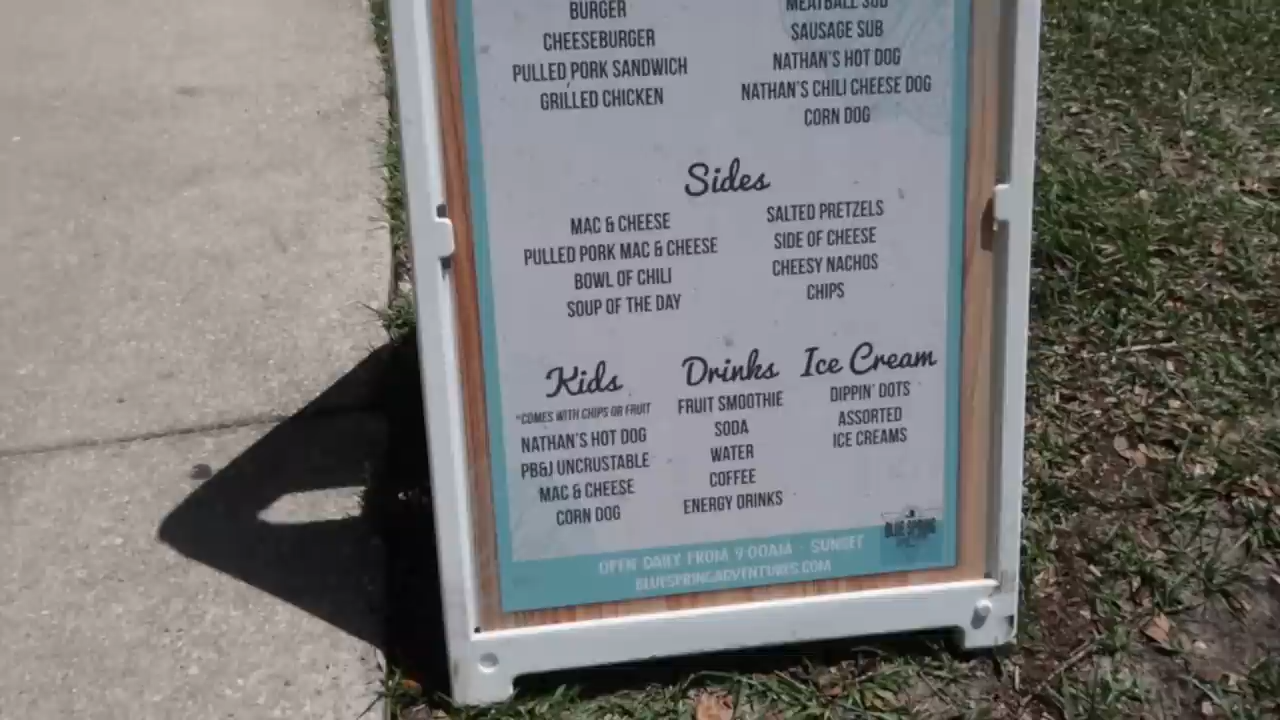 BURGER
CHEESEBURGER
PULLED PORK SANDWICH
GRILLED CHICKEN
MEATBALL SUB
SAUSAGE SUB
NATHAN'S HOT DOG
NATHAN'S CHILI CHEESE DOG
CORN DOG
Sides
MAC & CHEESE
PULLED PORK MAC & CHEESE
BOWL OF CHILI
SOUP OF THE DAY
SALTED PRETZELS
SIDE OF CHEESE
CHEESY NACHOS
CHIPS
Kids
*COMES WITH CHIPS OR FRUIT
NATHAN'S HOT DOG
PB&J UNCRUSTABLE
MAC & CHEESE
CORN DOG
Drinks
FRUIT SMOOTHIE
SODA
WATER
COFFEE
ENERGY DRINKS
Ice Cream
DIPPIN' DOTS
ASSORTED
ICE CREAMS
BLUE SPRING
OPEN DAILY FROM 9:00AM - SUNSET
BLUESPRINGADVENTURES.COM